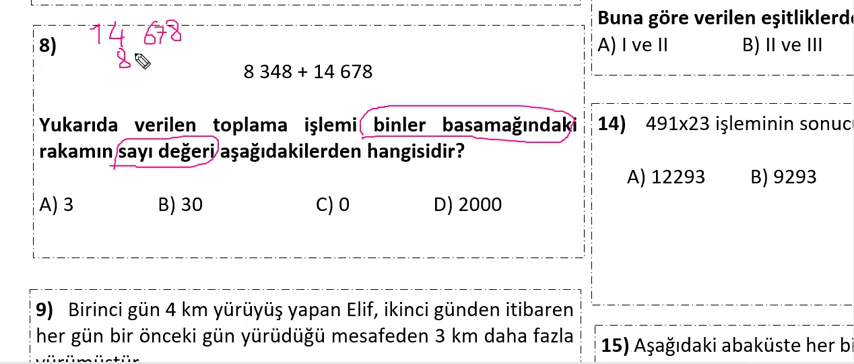 8)
14 678
8
8 348 + 14 678
Yukarıda verilen toplama işlemi binler basamağındaki
rakamın sayı değeri aşağıdakilerden hangisidir?
A) 3 B) 30 C) 0 D) 2000
9) Birinci gün 4 km yürüyüş yapan Elif, ikinci günden itibaren
her gün bir önceki gün yürüdüğü mesafeden 3 km daha fazla
Buna göre verilen eşitliklerd
A) I ve II B) II ve III
14) 491x23 işleminin sonuc
A) 12293 B) 9293
15) Aşağıdaki abaküste her bi